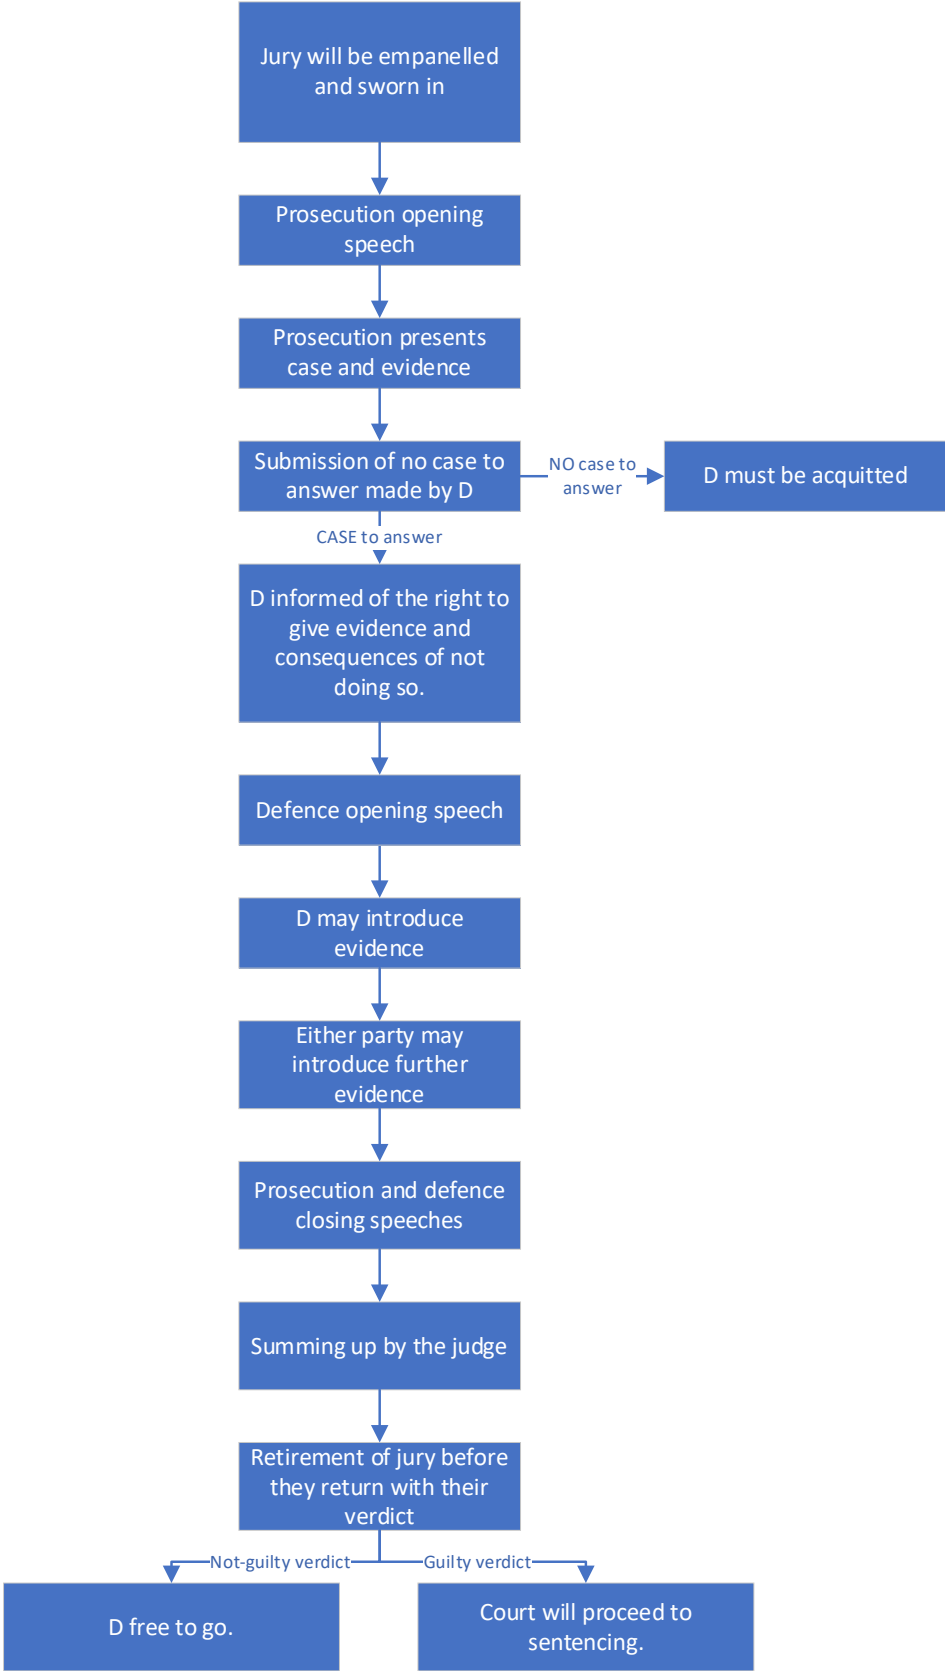 Jury will be empanelled
and sworn in
Prosecution opening
speech
Prosecution presents
case and evidence
Submission of no case to
answer made by D
NO case to
answer
D must be acquitted
CASE to answer
D informed of the right to
give evidence and
consequences of not
doing so.
Defence opening speech
D may introduce
evidence
Either party may
introduce further
evidence
Prosecution and defence
closing speeches
Summing up by the judge
Retirement of jury before
they return with their
verdict
Not-guilty verdict
Guilty verdict
D free to go.
Court will proceed to
sentencing.